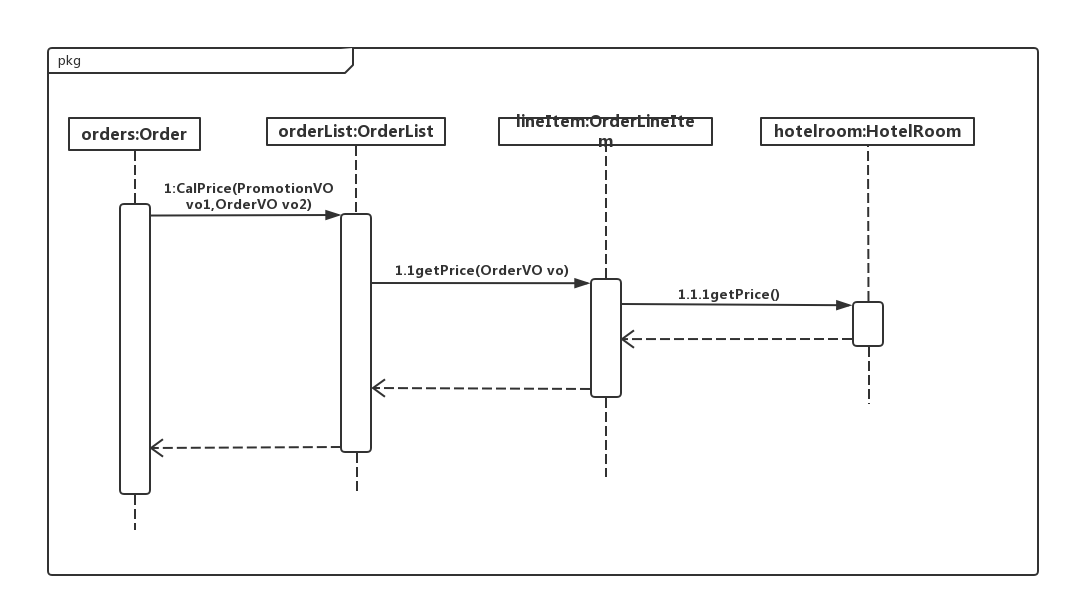 pkg
orders:Order
orderList:OrderList
lineItem:OrderLineIte
m
hotelroom:HotelRoom
1:CalPrice(PromotionVO
vo1,OrderVO vo2)
1.1getPrice(OrderVO vo)
1.1.1getPrice()